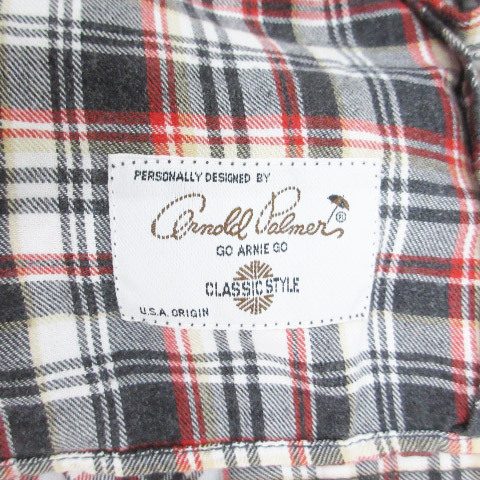 PERSONALLY DESIGNED BY
Arnold Palmer®
GO ARNIE GO
CLASSIC STYLE
U.S.A. ORIGIN